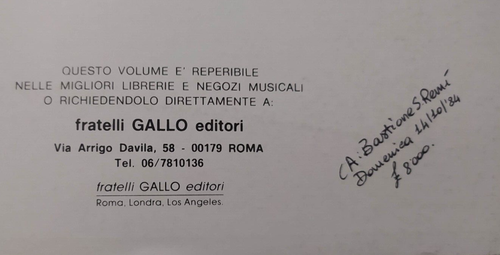 QUESTO VOLUME E' REPERIBILE
NELLE MIGLIORI LIBRERIE E NEGOZI MUSICALI
O RICHIEDENDOLO DIRETTAMENTE A:
fratelli GALLO editori
Via Arrigo Davila, 58 - 00179 ROMA
Tel. 06/7810136
fratelli GALLO editori
Roma, Londra, Los Angeles.
(A: Bastione S. Remí
Domenica 14/10/'84
£ 8000.